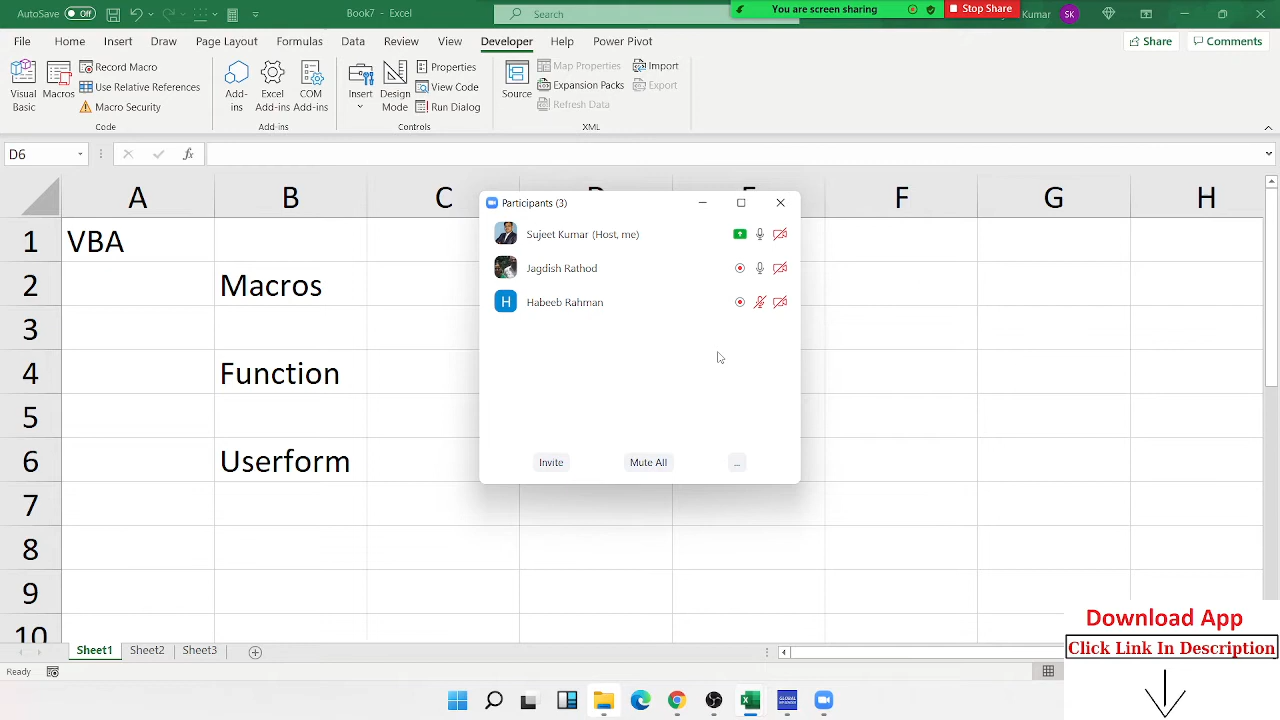 AutoSave Off Book7 - Excel Search You are screen sharing Stop Share Kumar SK
File Home Insert Draw Page Layout Formulas Data Review View Developer Help Power Pivot Share Comments
Visual Basic
Macros
Record Macro
Use Relative References
Macro Security
Code
Add-ins
Excel Add-ins
COM Add-ins
Add-ins
Insert
Design Mode
Properties
View Code
Run Dialog
Controls
Source
Map Properties
Expansion Packs
Refresh Data
Import
Export
XML
D6 fx
A B C D E F G H
1 VBA
2 Macros
3
4 Function
5
6 Userform
7
8
9
10
Participants (3)
Sujeet Kumar (Host, me)
Jagdish Rathod
H Habeeb Rahman
Invite Mute All ...
Sheet1 Sheet2 Sheet3
Ready
Download App
Click Link In Description
GLOBAL